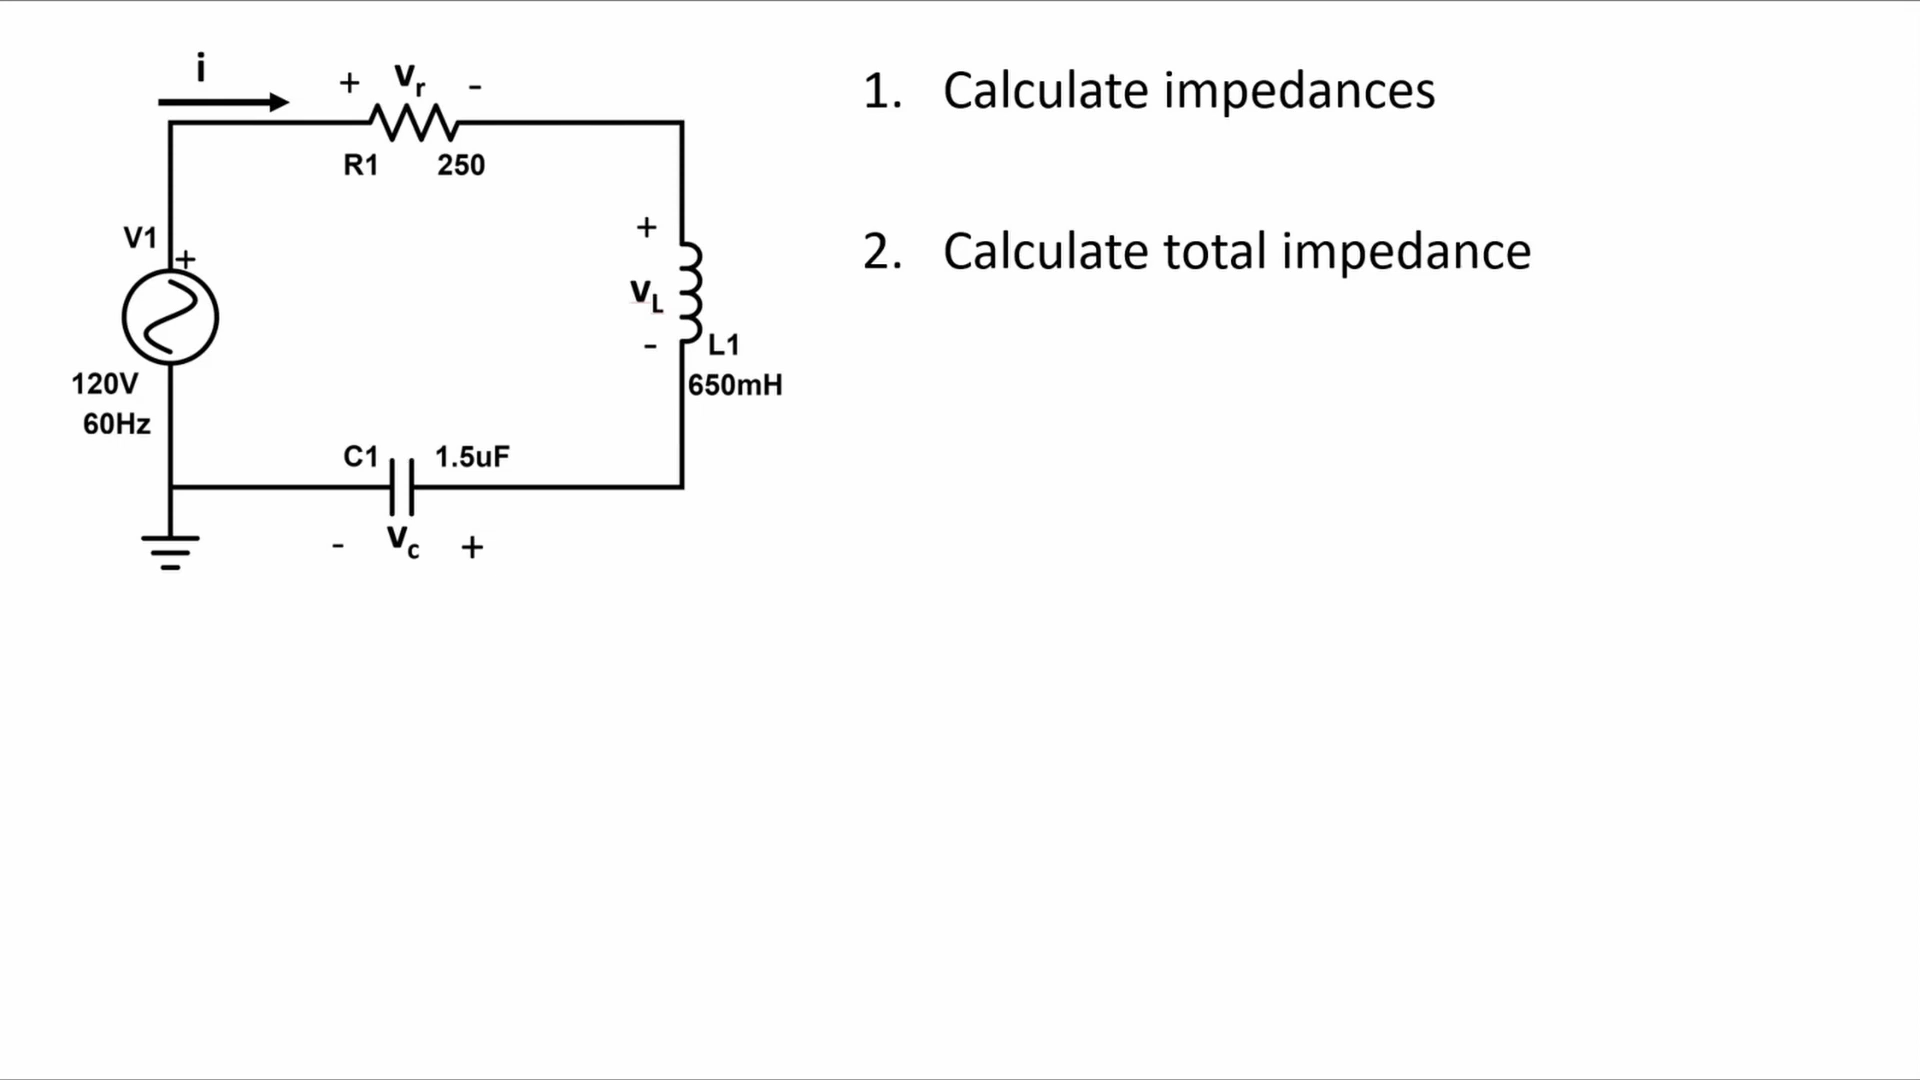 i
+ vr -
R1 250
V1
+
120V
60Hz
+
vL
-
L1
650mH
C1 1.5uF
- vc +
1. Calculate impedances
2. Calculate total impedance